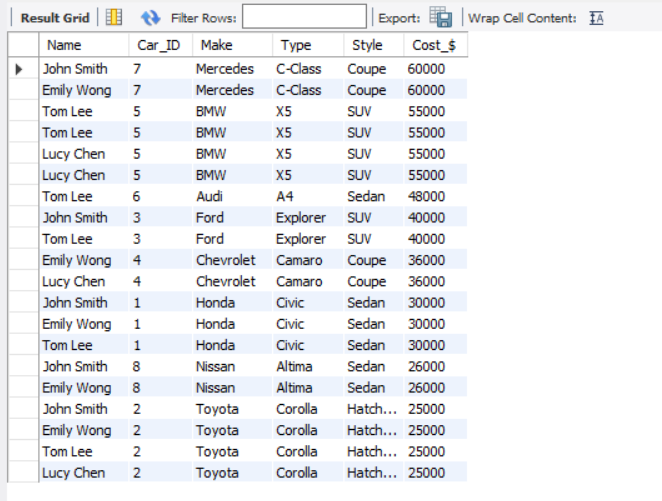 Result Grid Filter Rows: Export: Wrap Cell Content: IA
Name Car_ID Make Type Style Cost_$
John Smith 7 Mercedes C-Class Coupe 60000
Emily Wong 7 Mercedes C-Class Coupe 60000
Tom Lee 5 BMW X5 SUV 55000
Tom Lee 5 BMW X5 SUV 55000
Lucy Chen 5 BMW X5 SUV 55000
Lucy Chen 5 BMW X5 SUV 55000
Tom Lee 6 Audi A4 Sedan 48000
John Smith 3 Ford Explorer SUV 40000
Tom Lee 3 Ford Explorer SUV 40000
Emily Wong 4 Chevrolet Camaro Coupe 36000
Lucy Chen 4 Chevrolet Camaro Coupe 36000
John Smith 1 Honda Civic Sedan 30000
Emily Wong 1 Honda Civic Sedan 30000
Tom Lee 1 Honda Civic Sedan 30000
John Smith 8 Nissan Altima Sedan 26000
Emily Wong 8 Nissan Altima Sedan 26000
John Smith 2 Toyota Corolla Hatch... 25000
Emily Wong 2 Toyota Corolla Hatch... 25000
Tom Lee 2 Toyota Corolla Hatch... 25000
Lucy Chen 2 Toyota Corolla Hatch... 25000